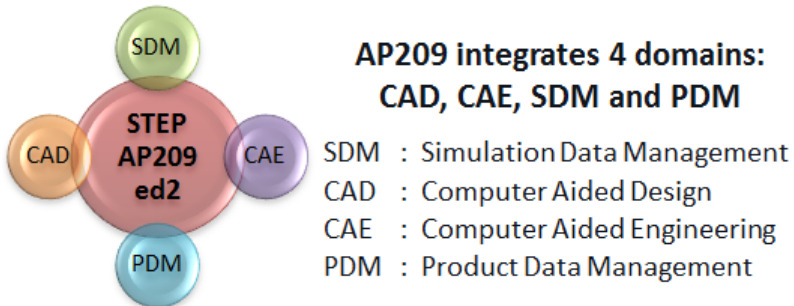 SDM
STEP
AP209
ed2
CAD
CAE
PDM
AP209 integrates 4 domains:
CAD, CAE, SDM and PDM
SDM : Simulation Data Management
CAD : Computer Aided Design
CAE : Computer Aided Engineering
PDM : Product Data Management